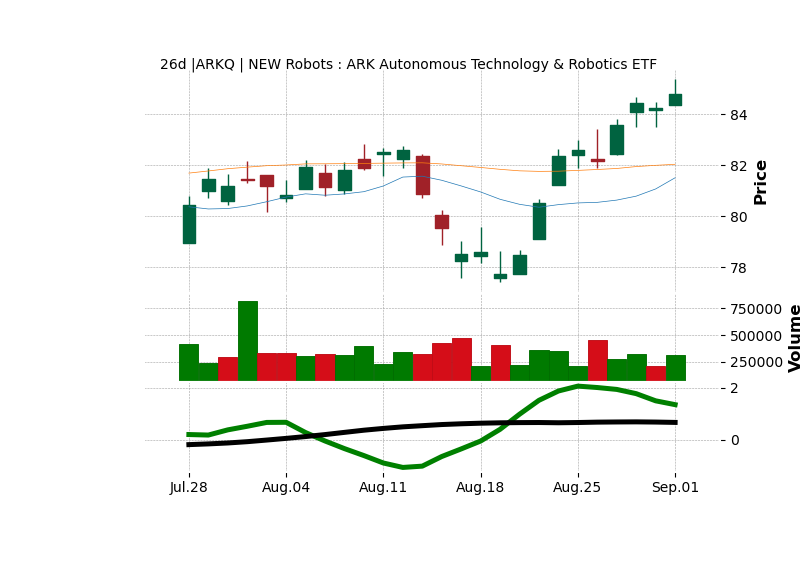 26d |ARKQ | NEW Robots : ARK Autonomous Technology & Robotics ETF
84
82
80
78
Price
750000
500000
250000
Volume
2
0
Jul.28 Aug.04 Aug.11 Aug.18 Aug.25 Sep.01